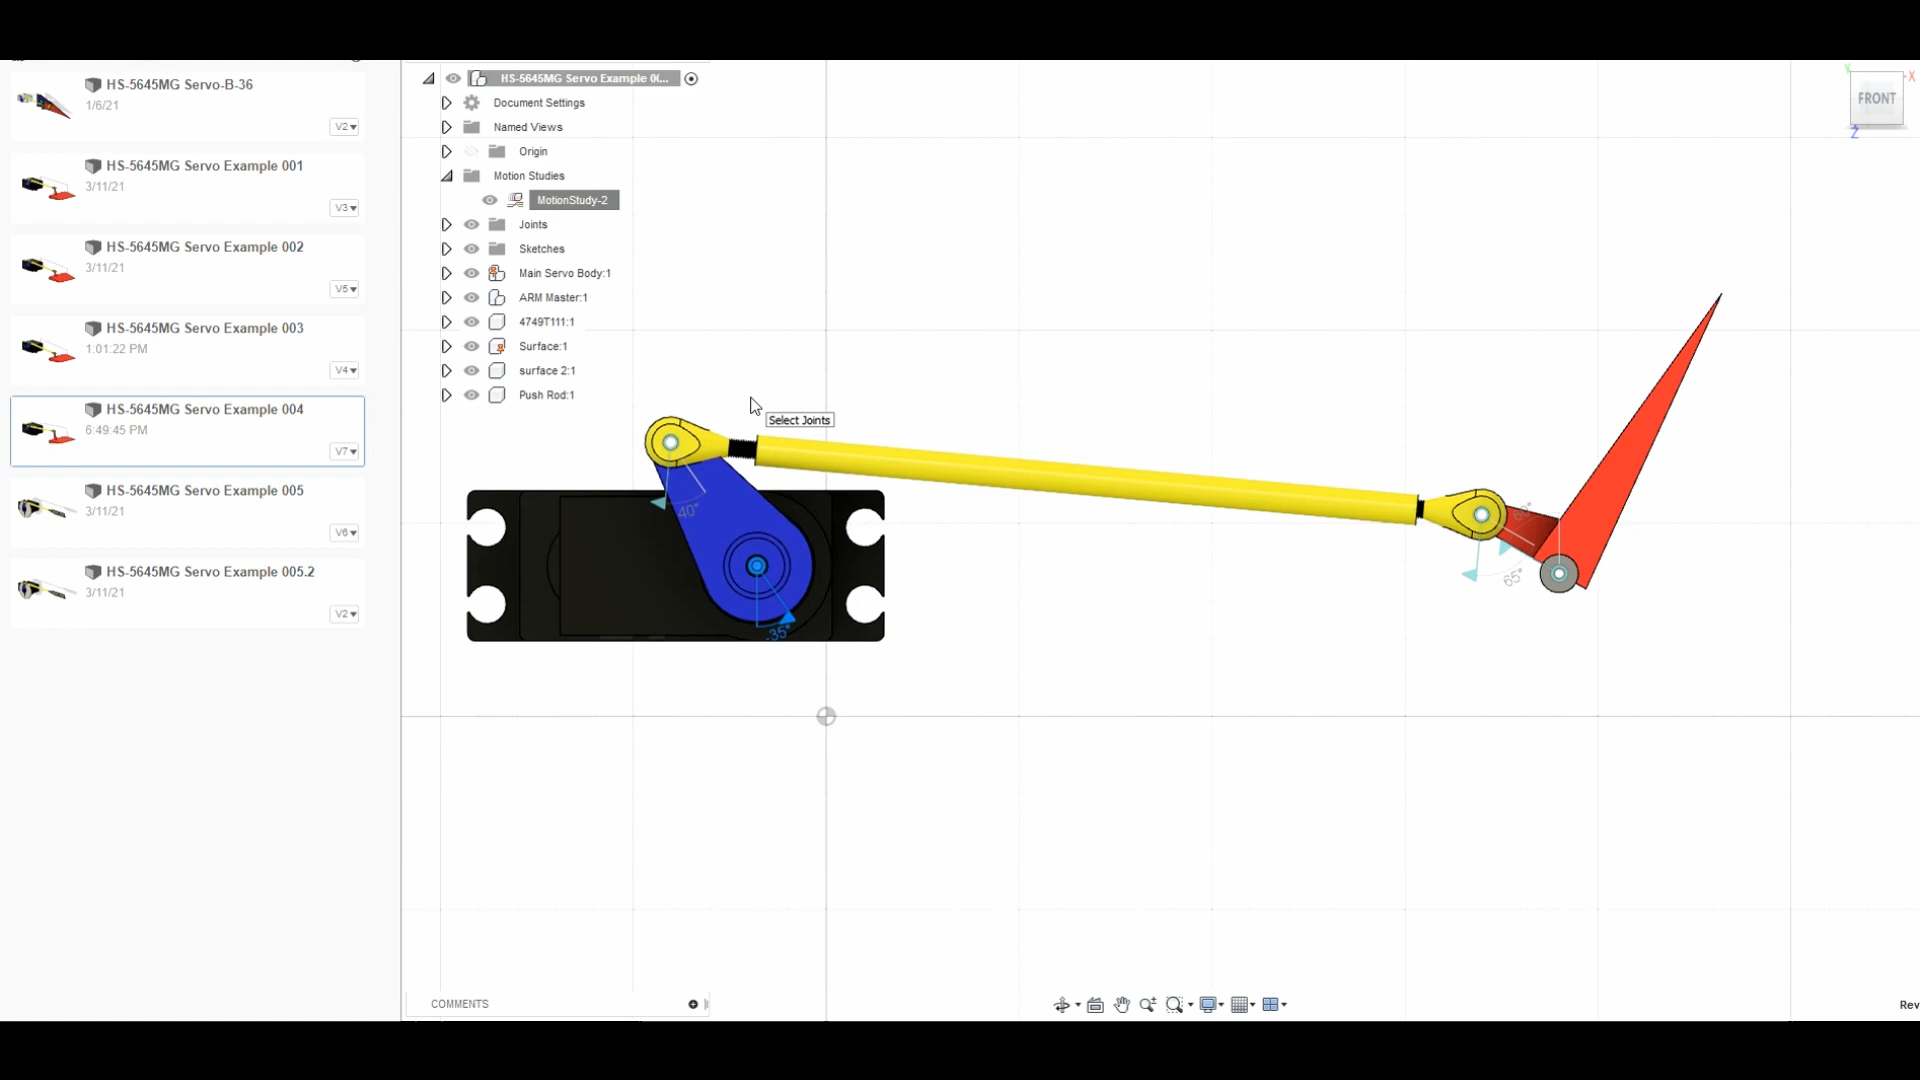 HS-5645MG Servo-B-36
1/6/21
V2
HS-5645MG Servo Example 001
3/11/21
V3
HS-5645MG Servo Example 002
3/11/21
V5
HS-5645MG Servo Example 003
1:01:22 PM
V4
HS-5645MG Servo Example 004
6:49:45 PM
V7
HS-5645MG Servo Example 005
3/11/21
V6
HS-5645MG Servo Example 005.2
3/11/21
V2
HS-5645MG Servo Example 0(...
Document Settings
Named Views
Origin
Motion Studies
MotionStudy-2
Joints
Sketches
Main Servo Body:1
ARM Master:1
4749T111:1
Surface:1
surface 2:1
Push Rod:1
Select Joints
40°
-35°
65°
Y
X
FRONT
Z
COMMENTS
Rev